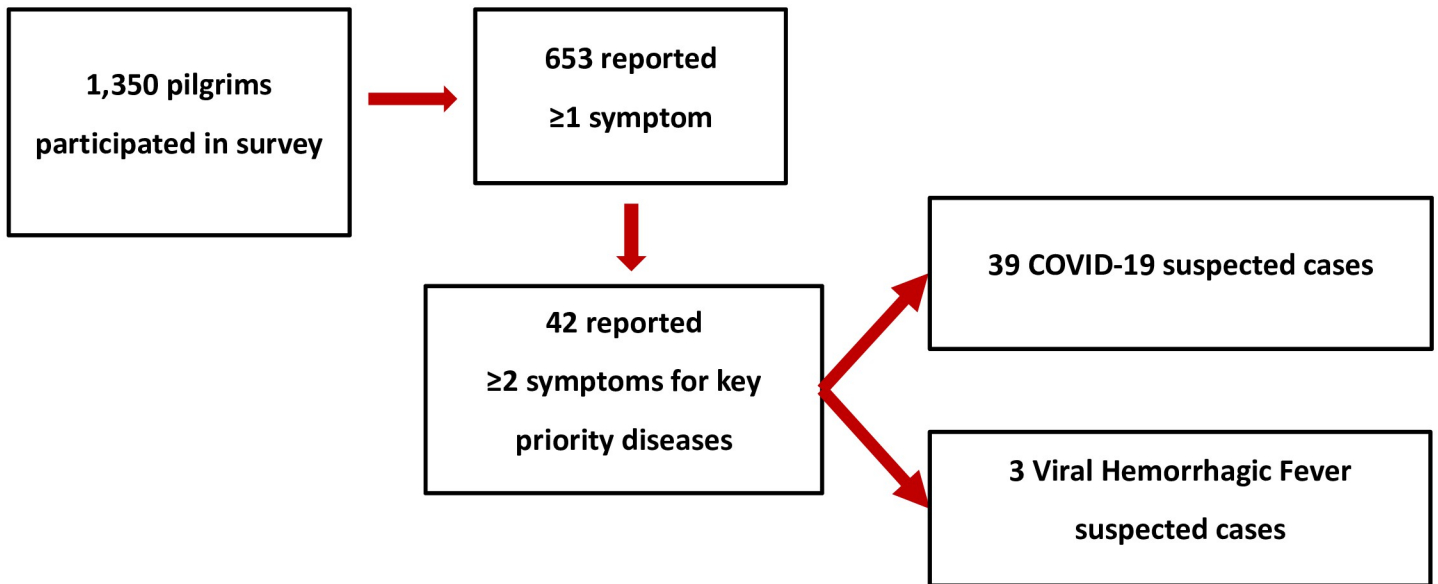 1,350 pilgrims
participated in survey
653 reported
≥1 symptom
42 reported
≥2 symptoms for key
priority diseases
39 COVID-19 suspected cases
3 Viral Hemorrhagic Fever
suspected cases